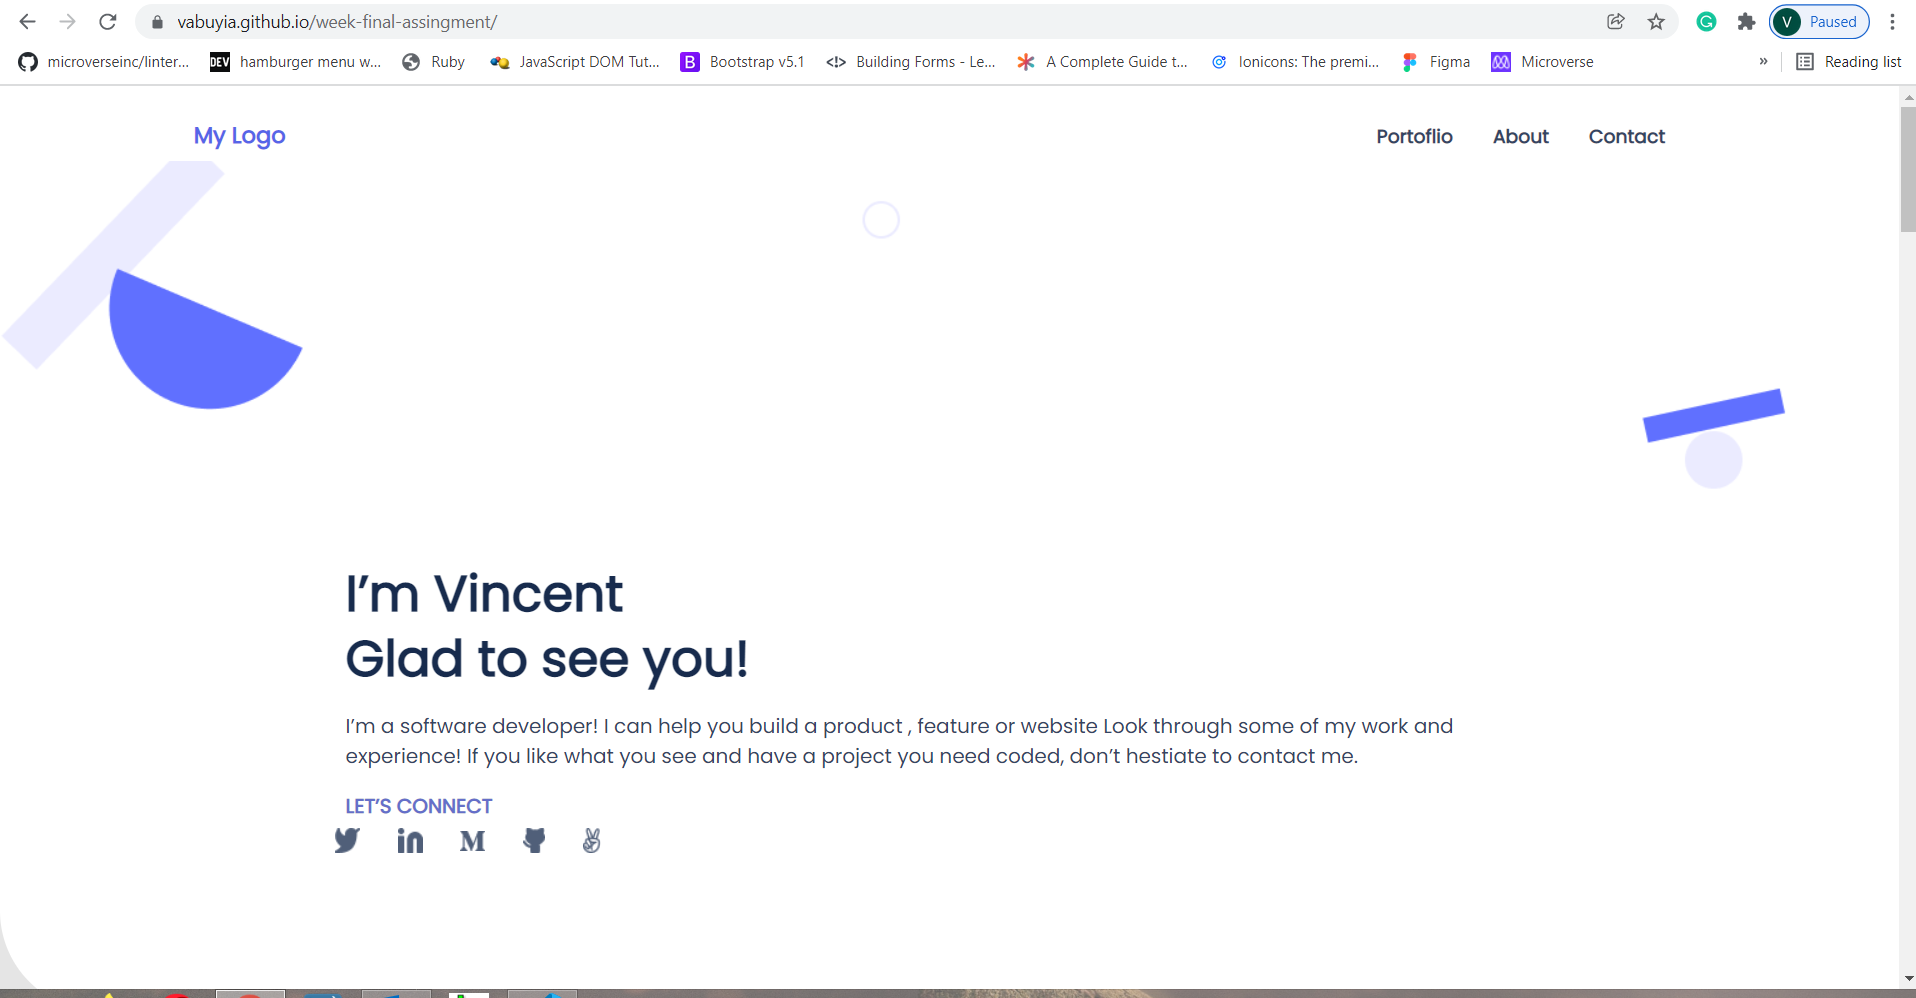 vabuyia.github.io/week-final-assingment/
V Paused
microverseinc/linter... DEV hamburger menu w... Ruby JavaScript DOM Tut... B Bootstrap v5.1 Building Forms - Le... A Complete Guide t... Ionicons: The premi... Figma Microverse » Reading list
My Logo Portoflio About Contact
I’m Vincent
Glad to see you!
I’m a software developer! I can help you build a product , feature or website Look through some of my work and
experience! If you like what you see and have a project you need coded, don’t hestiate to contact me.
LET’S CONNECT